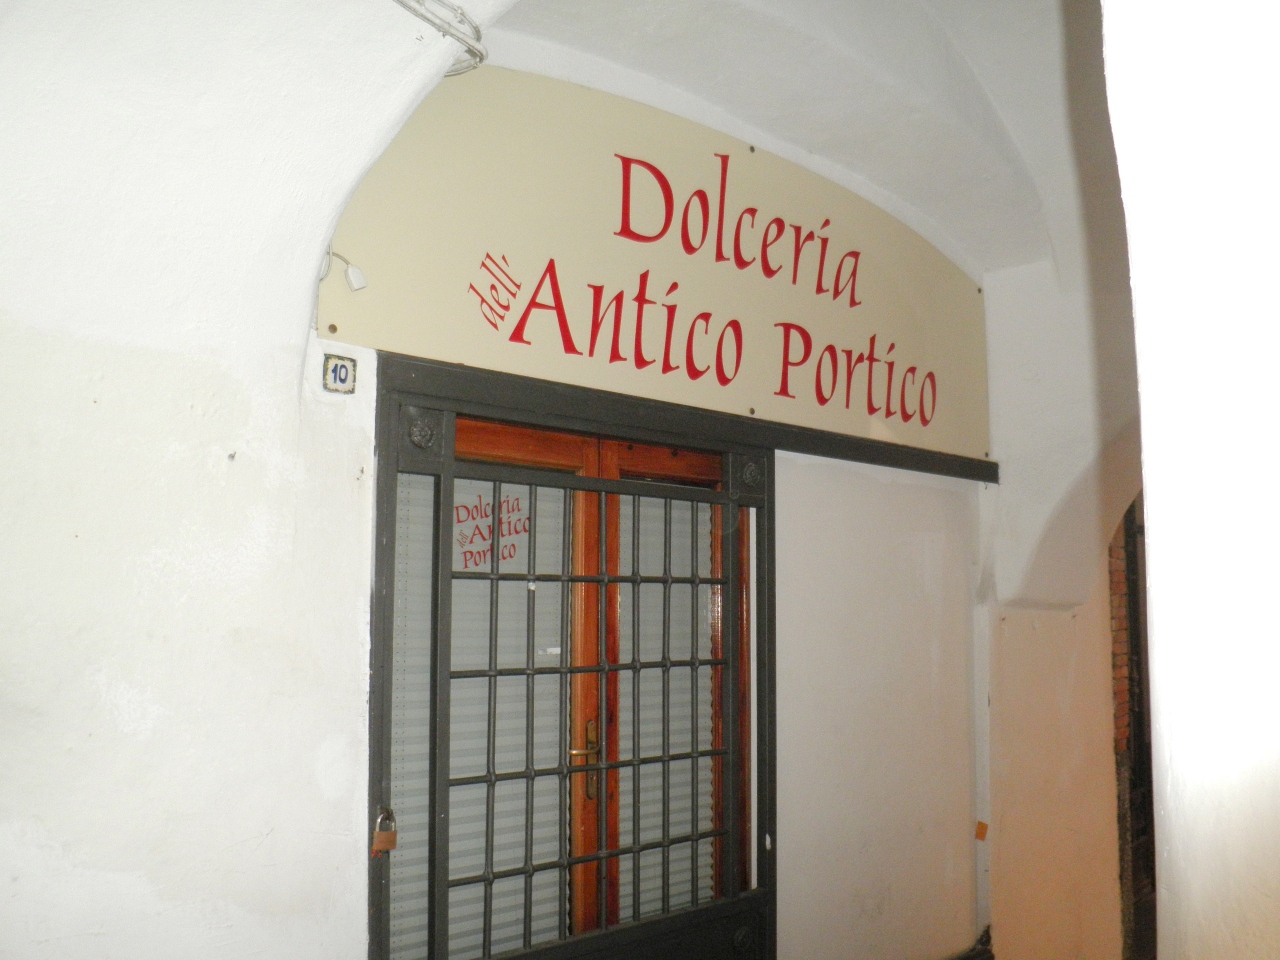 Dolceria
dell'Antico Portico
10
Dolceria
dell'Antico
Portico